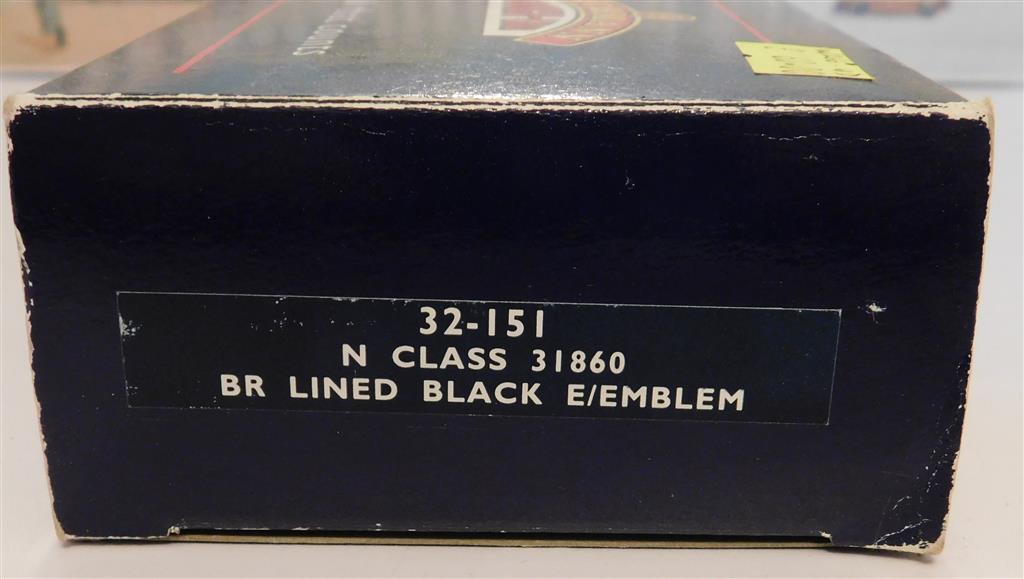 32-151
N CLASS 31860
BR LINED BLACK E/EMBLEM